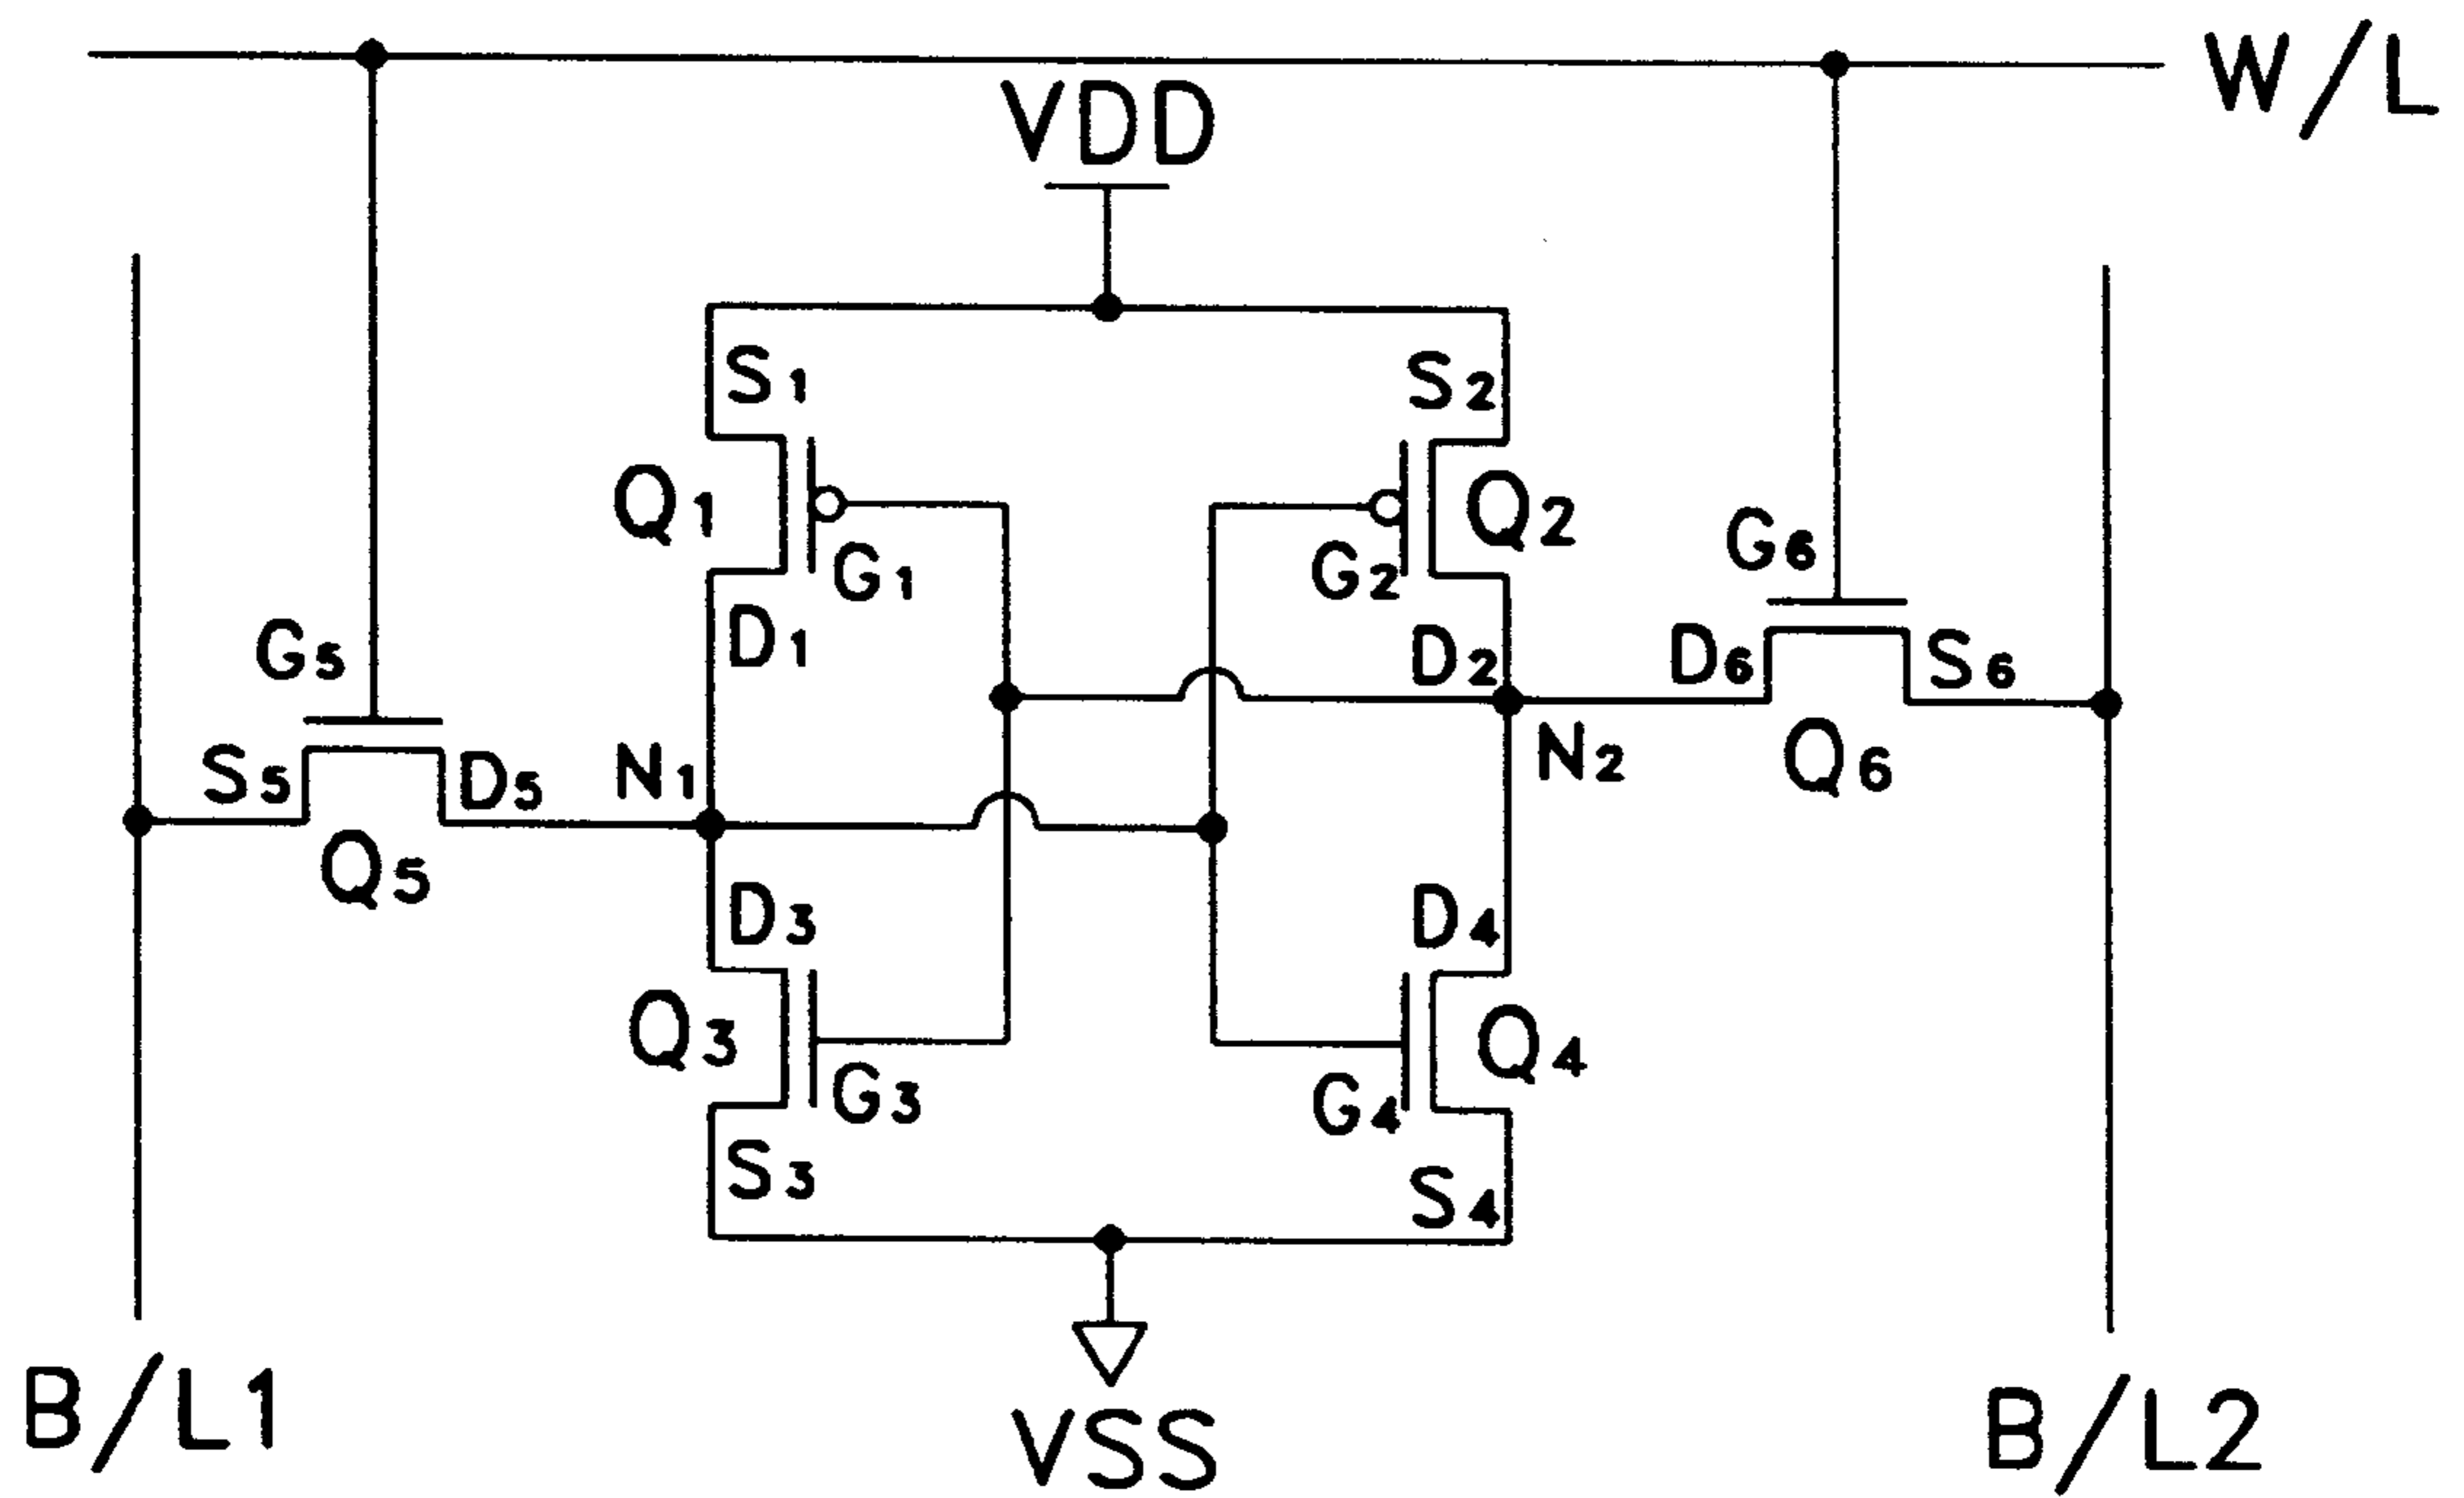 W/L
VDD
S1 S2
Q1 Q2
G1 G2 G6
D1 D2 D6 S6
G5
N1 N2 Q6
S5 D5
Q5
D3 D4
Q3 Q4
G3 G4
S3 S4
B/L1 VSS B/L2